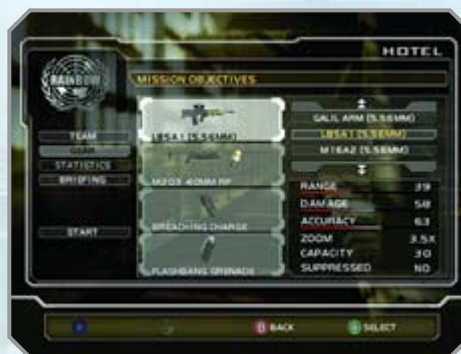 HOTEL
RAINBOW
MISSION OBJECTIVES
TEAM
GEAR
STATISTICS
BRIEFING
START
L85A1 (5.56MM)
M203 40MM RP
BREACHING CHARGE
FLASHBANG GRENADE
GALIL ARM (5.56MM)
L85A1 (5.56MM)
M16A2 (5.56MM)
RANGE 39
DAMAGE 58
ACCURACY 63
ZOOM 3.5X
CAPACITY 30
SUPPRESSED NO
B BACK
A SELECT